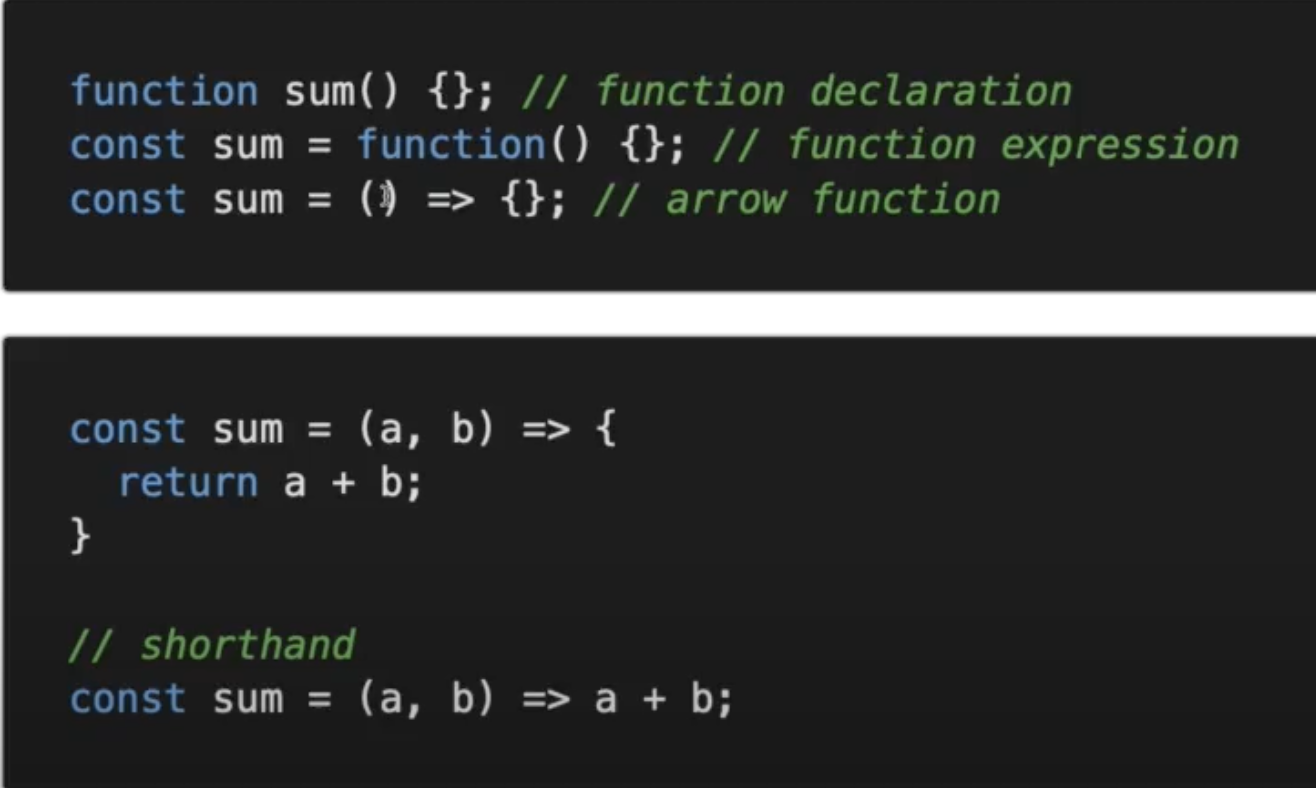 function sum() {}; // function declaration
const sum = function() {}; // function expression
const sum = () => {}; // arrow function
const sum = (a, b) => {
  return a + b;
}
// shorthand
const sum = (a, b) => a + b;